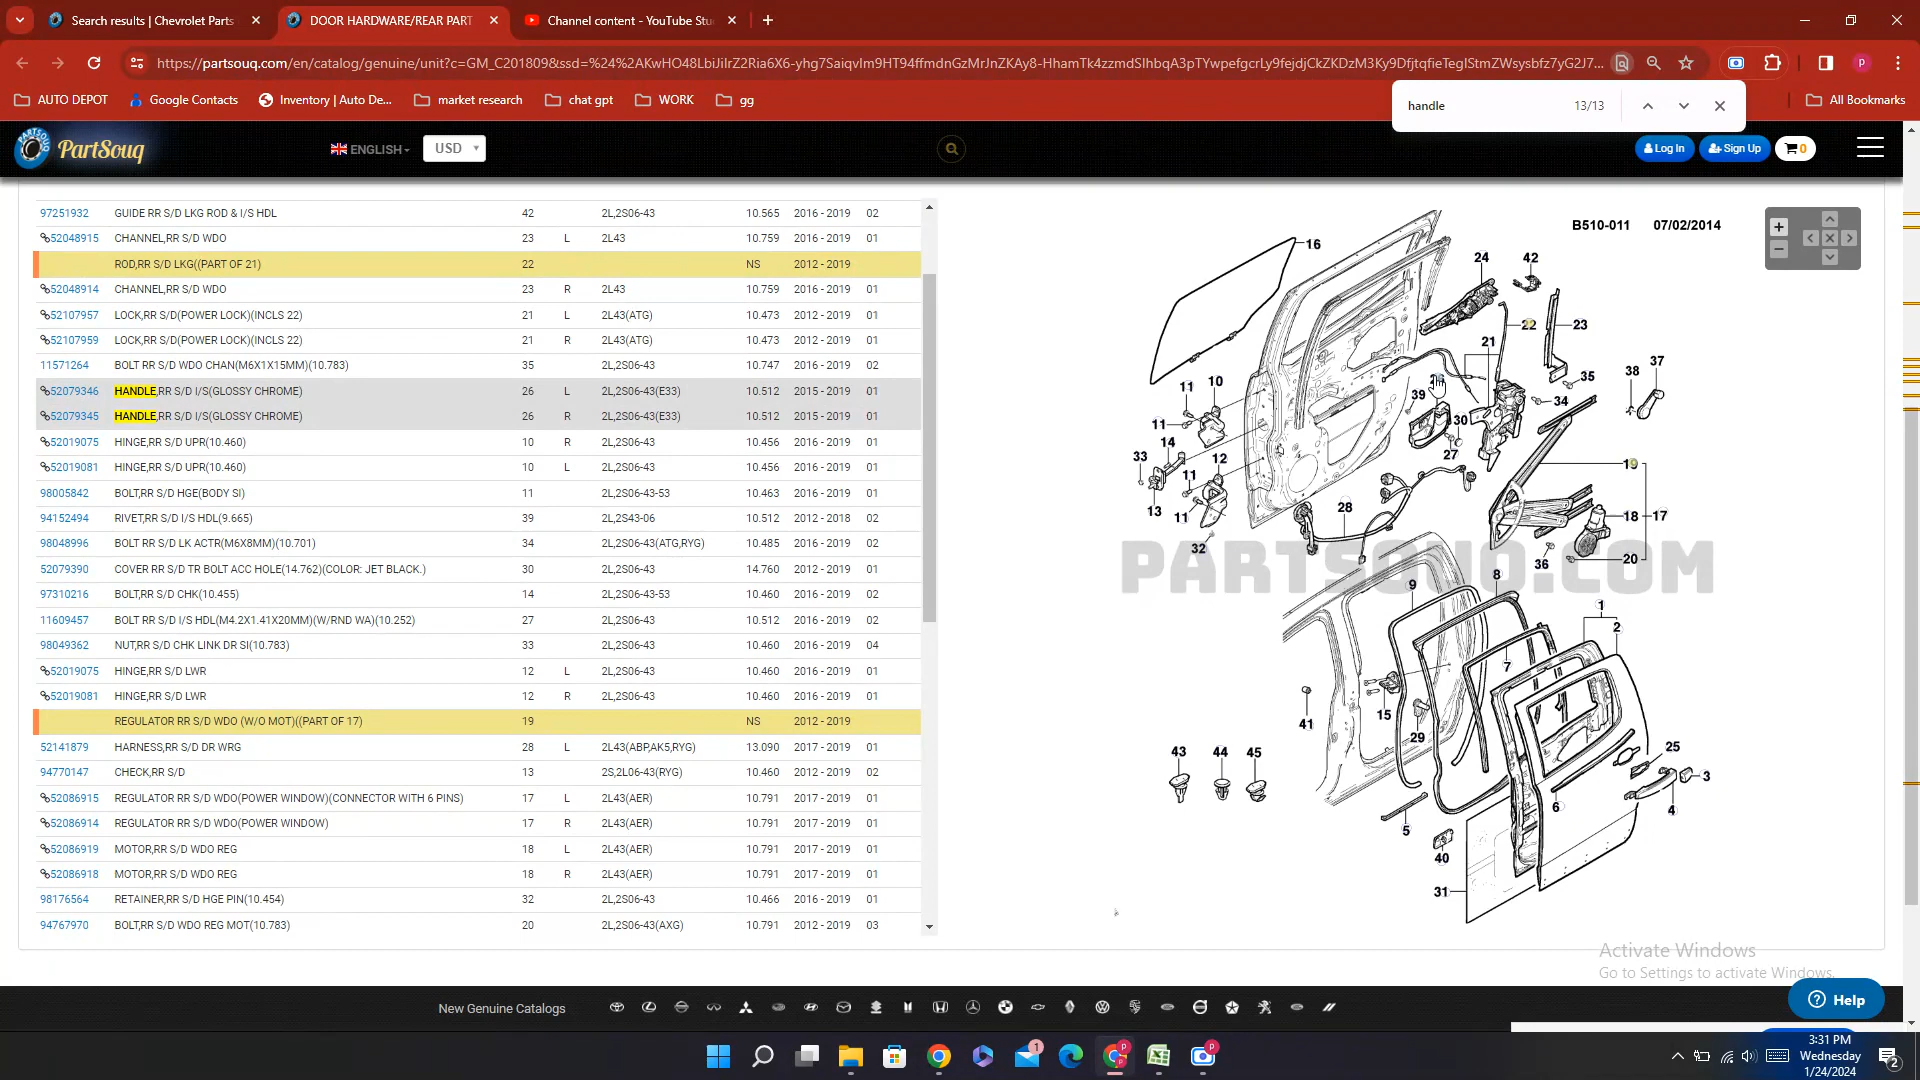 Search results | Chevrolet Parts
DOOR HARDWARE/REAR PART
Channel content - YouTube Stu
https://partsouq.com/en/catalog/genuine/unit?c=GM_C201809&ssd=%24%2AKwHO48LbiJiIrZ2Ria6X6-yhg7SaiqvIm9HT94ffmdnGzMrJnZKAy8-HhamTk4zzmdSIhbqA3pTYwpefgcrLy9fejdjCkZKDzM3Ky9DfjtqfieTegIStmZWsysbfz7yG2J7...
AUTO DEPOT
Google Contacts
Inventory | Auto De...
market research
chat gpt
WORK
gg
handle
13/13
All Bookmarks
PARTSOUQ
PartSouq
ENGLISH
USD
Log In
Sign Up
0
97251932 GUIDE RR S/D LKG ROD & I/S HDL 42 2L,2S06-43 10.565 2016 - 2019 02
52048915 CHANNEL,RR S/D WDO 23 L 2L43 10.759 2016 - 2019 01
ROD,RR S/D LKG((PART OF 21) 22 NS 2012 - 2019
52048914 CHANNEL,RR S/D WDO 23 R 2L43 10.759 2016 - 2019 01
52107957 LOCK,RR S/D(POWER LOCK)(INCLS 22) 21 L 2L43(ATG) 10.473 2012 - 2019 01
52107959 LOCK,RR S/D(POWER LOCK)(INCLS 22) 21 R 2L43(ATG) 10.473 2012 - 2019 01
11571264 BOLT RR S/D WDO CHAN(M6X1X15MM)(10.783) 35 2L,2S06-43 10.747 2016 - 2019 02
52079346 HANDLE,RR S/D I/S(GLOSSY CHROME) 26 L 2L,2S06-43(E33) 10.512 2015 - 2019 01
52079345 HANDLE,RR S/D I/S(GLOSSY CHROME) 26 R 2L,2S06-43(E33) 10.512 2015 - 2019 01
52019075 HINGE,RR S/D UPR(10.460) 10 R 2L,2S06-43 10.456 2016 - 2019 01
52019081 HINGE,RR S/D UPR(10.460) 10 L 2L,2S06-43 10.456 2016 - 2019 01
98005842 BOLT,RR S/D HGE(BODY SI) 11 2L,2S06-43-53 10.463 2016 - 2019 01
94152494 RIVET,RR S/D I/S HDL(9.665) 39 2L,2S43-06 10.512 2012 - 2018 02
98048996 BOLT RR S/D LK ACTR(M6X8MM)(10.701) 34 2L,2S06-43(ATG,RYG) 10.485 2016 - 2019 02
52079390 COVER RR S/D TR BOLT ACC HOLE(14.762)(COLOR: JET BLACK.) 30 2L,2S06-43 14.760 2012 - 2019 01
97310216 BOLT,RR S/D CHK(10.455) 14 2L,2S06-43-53 10.460 2016 - 2019 02
11609457 BOLT RR S/D I/S HDL(M4.2X1.41X20MM)(W/RND WA)(10.252) 27 2L,2S06-43 10.512 2016 - 2019 02
98049362 NUT,RR S/D CHK LINK DR SI(10.783) 33 2L,2S06-43 10.460 2016 - 2019 04
52019075 HINGE,RR S/D LWR 12 L 2L,2S06-43 10.460 2016 - 2019 01
52019081 HINGE,RR S/D LWR 12 R 2L,2S06-43 10.460 2016 - 2019 01
REGULATOR RR S/D WDO (W/O MOT)((PART OF 17) 19 NS 2012 - 2019
52141879 HARNESS,RR S/D DR WRG 28 L 2L43(ABP,AK5,RYG) 13.090 2017 - 2019 01
94770147 CHECK,RR S/D 13 2S,2L06-43(RYG) 10.460 2012 - 2019 02
52086915 REGULATOR RR S/D WDO(POWER WINDOW)(CONNECTOR WITH 6 PINS) 17 L 2L43(AER) 10.791 2017 - 2019 01
52086914 REGULATOR RR S/D WDO(POWER WINDOW) 17 R 2L43(AER) 10.791 2017 - 2019 01
52086919 MOTOR,RR S/D WDO REG 18 L 2L43(AER) 10.791 2017 - 2019 01
52086918 MOTOR,RR S/D WDO REG 18 R 2L43(AER) 10.791 2017 - 2019 01
98176564 RETAINER,RR S/D HGE PIN(10.454) 32 2L,2S06-43 10.466 2016 - 2019 01
94767970 BOLT,RR S/D WDO REG MOT(10.783) 20 2L,2S06-43(AXG) 10.791 2012 - 2019 03
B510-011 07/02/2014
16
24 42
22 23
21
37
38
35
11 10
39
34
11
30
14
27
33 12
19
11
13 11
28
18 17
32
36 20
PARTSOUQ.COM
9 8
1
2
7
15
41
29
43 44 45
25
3
6 4
5
40
31
Activate Windows
Go to Settings to activate Windows.
New Genuine Catalogs
Help
1
3:31 PM
Wednesday
1/24/2024
2